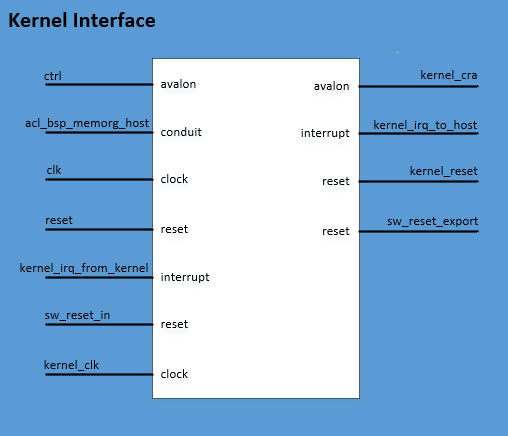 Kernel Interface
ctrl
avalon
avalon
kernel_cra
acl_bsp_memorg_host
conduit
interrupt
kernel_irq_to_host
clk
clock
reset
kernel_reset
reset
reset
reset
sw_reset_export
kernel_irq_from_kernel
interrupt
sw_reset_in
reset
kernel_clk
clock